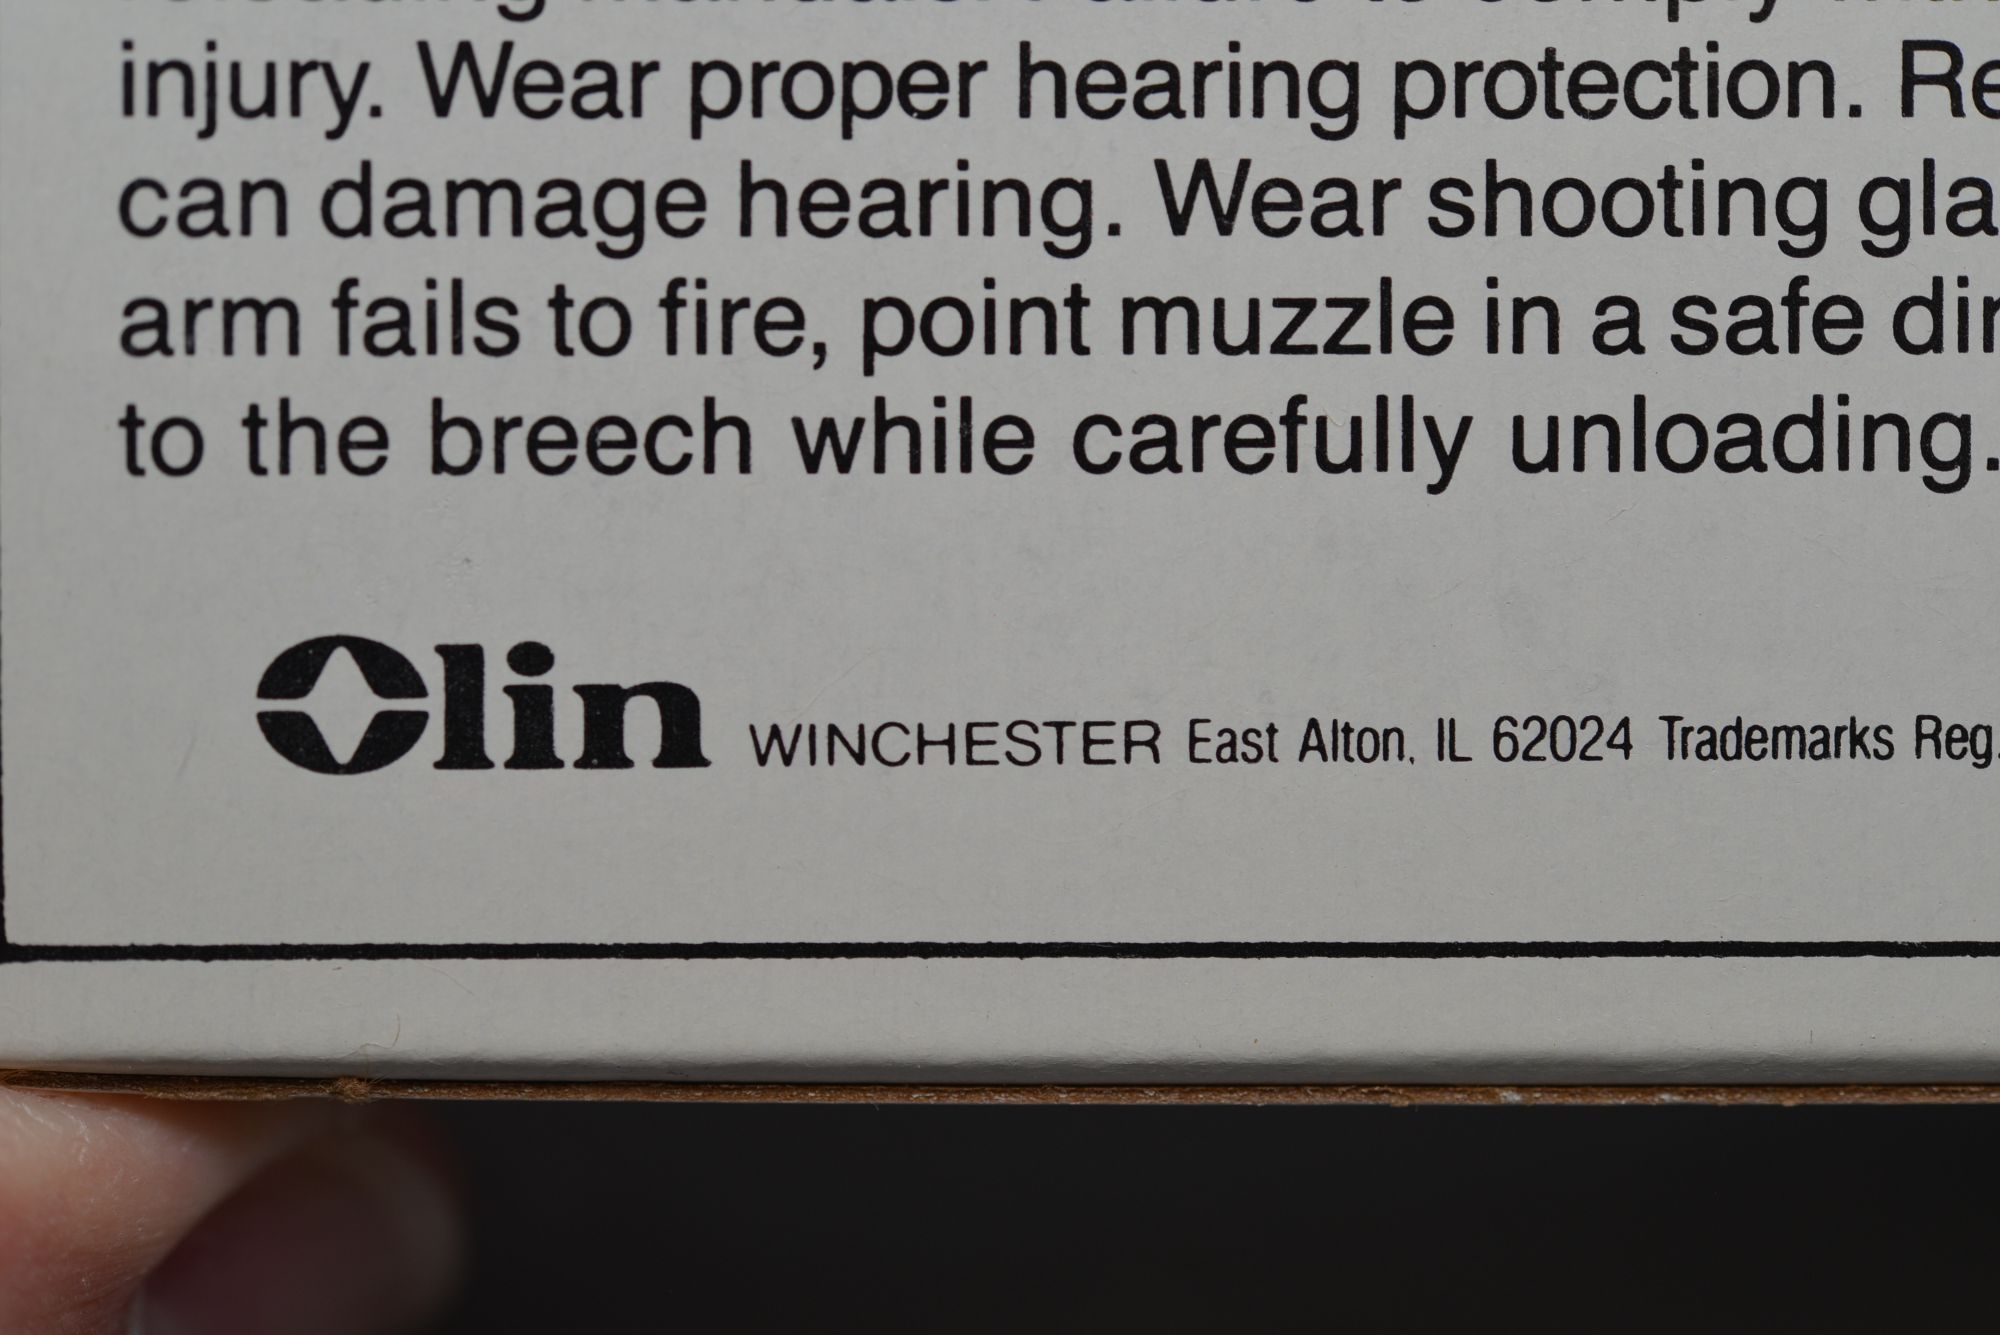 injury. Wear proper hearing protection. Re
can damage hearing. Wear shooting gla
arm fails to fire, point muzzle in a safe dir
to the breech while carefully unloading.
Olin WINCHESTER East Alton, IL 62024 Trademarks Reg.